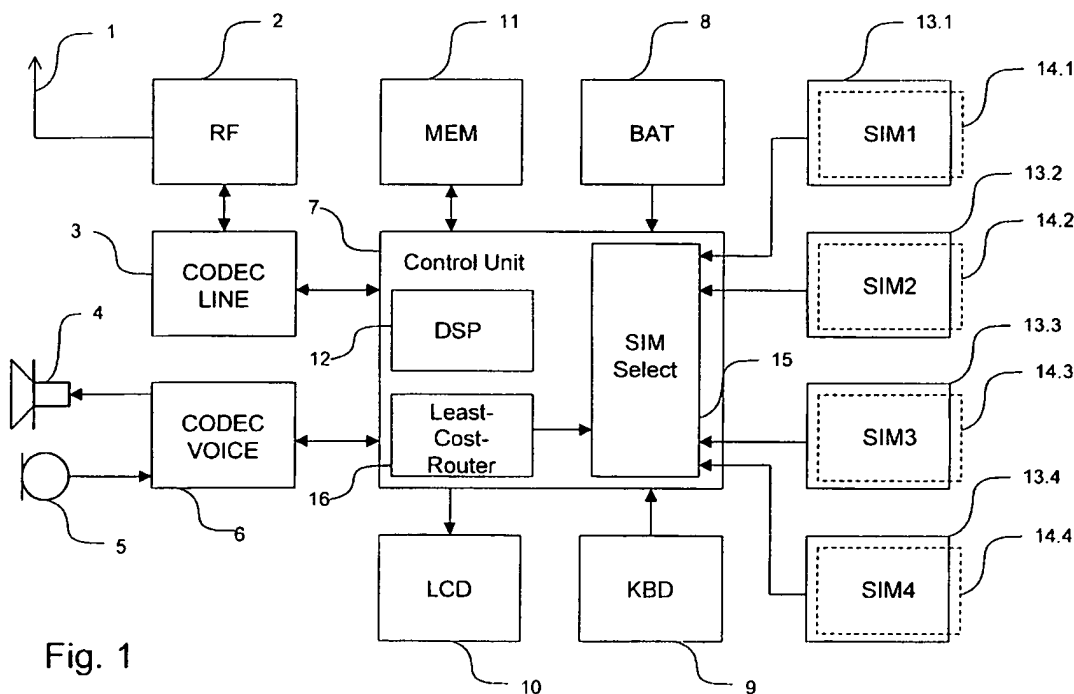 1
2
11
8
13.1
14.1
RF
MEM
BAT
SIM1
13.2
14.2
3
7
CODEC
LINE
Control Unit
SIM2
DSP
SIM
Select
12
13.3
14.3
4
15
CODEC
VOICE
Least-
Cost-
Router
SIM3
16
13.4
14.4
5
6
LCD
KBD
SIM4
Fig. 1
10
9